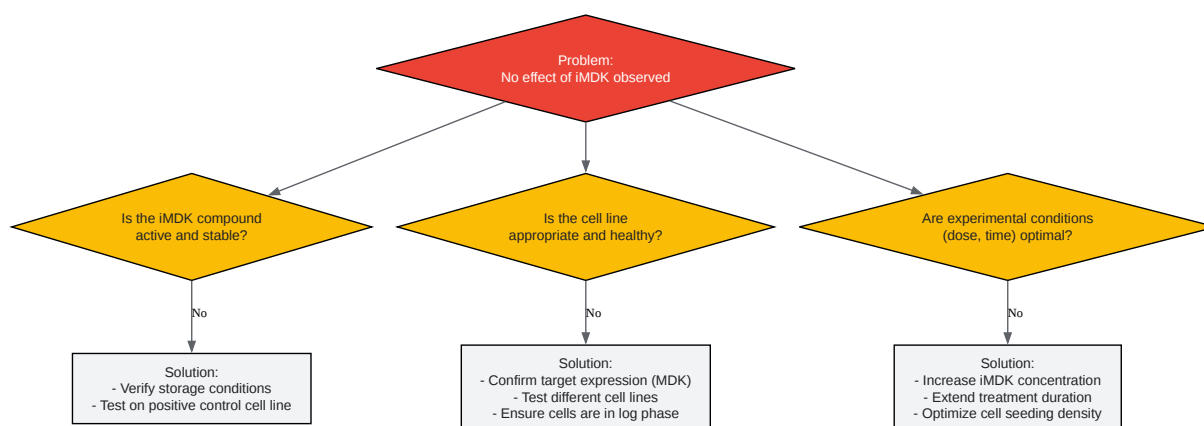 Problem:
No effect of iMDK observed
Is the iMDK compound
active and stable?
Is the cell line
appropriate and healthy?
Are experimental conditions
(dose, time) optimal?
No
No
No
Solution:
- Verify storage conditions
- Test on positive control cell line
Solution:
- Confirm target expression (MDK)
- Test different cell lines
- Ensure cells are in log phase
Solution:
- Increase iMDK concentration
- Extend treatment duration
- Optimize cell seeding density